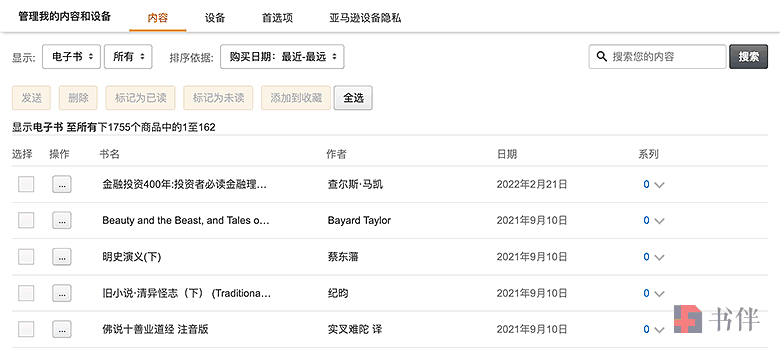 管理我的内容和设备 内容 设备 首选项 亚马逊设备隐私
显示: 电子书 所有 排序依据: 购买日期：最近-最远 搜索您的内容 搜索
发送 删除 标记为已读 标记为未读 添加到收藏 全选
显示电子书 至所有下1755个商品中的1至162
选择 操作 书名 作者 日期 系列
... 金融投资400年:投资者必读金融理… 查尔斯·马凯 2022年2月21日 0
... Beauty and the Beast, and Tales o… Bayard Taylor 2021年9月10日 0
... 明史演义(下) 蔡东藩 2021年9月10日 0
... 旧小说·清异怪志（下） (Traditiona… 纪昀 2021年9月10日 0
... 佛说十善业道经 注音版 实叉难陀 译 2021年9月10日 0
书伴